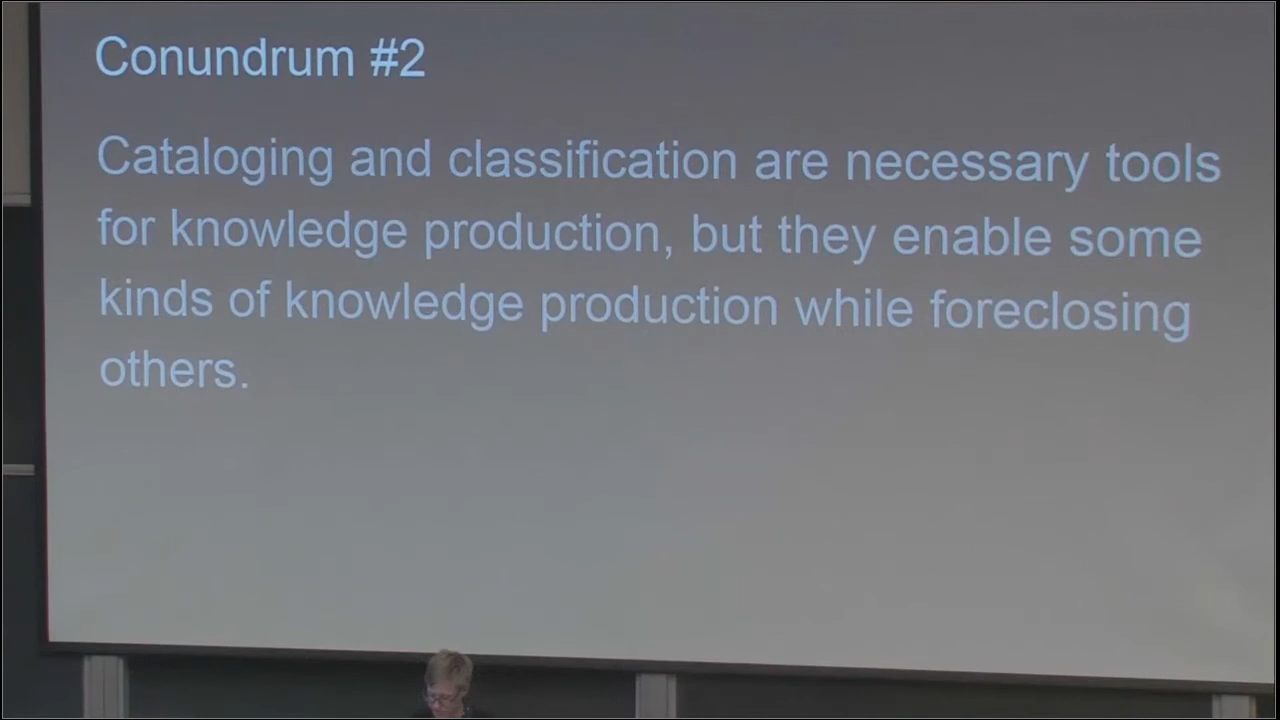 Conundrum #2
Cataloging and classification are necessary tools
for knowledge production, but they enable some
kinds of knowledge production while foreclosing
others.